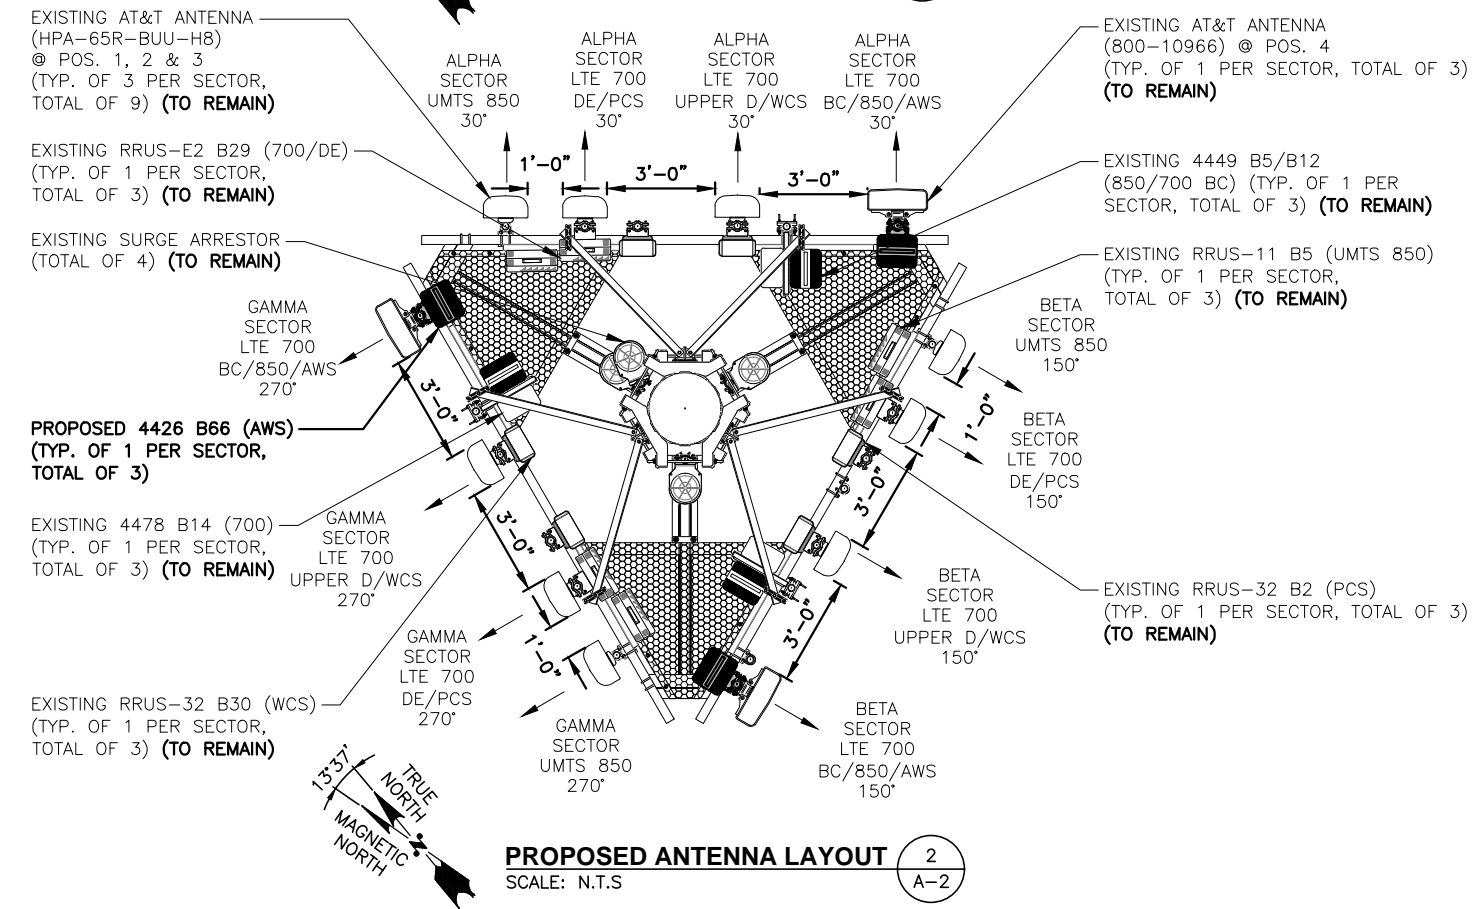 EXISTING AT&T ANTENNA
(HPA-65R-BUU-H8)
@ POS. 1, 2 & 3
(TYP. OF 3 PER SECTOR,
TOTAL OF 9) (TO REMAIN)
EXISTING RRUS-E2 B29 (700/DE)
(TYP. OF 1 PER SECTOR,
TOTAL OF 3) (TO REMAIN)
EXISTING SURGE ARRESTOR
(TOTAL OF 4) (TO REMAIN)
ALPHA
SECTOR
UMTS 850
30°
ALPHA
SECTOR
LTE 700
DE/PCS
30°
ALPHA
SECTOR
LTE 700
UPPER D/WCS
30°
ALPHA
SECTOR
LTE 700
BC/850/AWS
30°
1'-0"
3'-0"
3'-0"
EXISTING AT&T ANTENNA
(800-10966) @ POS. 4
(TYP. OF 1 PER SECTOR, TOTAL OF 3)
(TO REMAIN)
EXISTING 4449 B5/B12
(850/700 BC) (TYP. OF 1 PER
SECTOR, TOTAL OF 3) (TO REMAIN)
EXISTING RRUS-11 B5 (UMTS 850)
(TYP. OF 1 PER SECTOR,
TOTAL OF 3) (TO REMAIN)
GAMMA
SECTOR
LTE 700
BC/850/AWS
270°
3'-0"
PROPOSED 4426 B66 (AWS)
(TYP. OF 1 PER SECTOR,
TOTAL OF 3)
EXISTING 4478 B14 (700)
(TYP. OF 1 PER SECTOR,
TOTAL OF 3) (TO REMAIN)
GAMMA
SECTOR
LTE 700
UPPER D/WCS
270°
3'-0"
GAMMA
SECTOR
LTE 700
DE/PCS
270°
1'-0"
GAMMA
SECTOR
UMTS 850
270°
EXISTING RRUS-32 B30 (WCS)
(TYP. OF 1 PER SECTOR,
TOTAL OF 3) (TO REMAIN)
BETA
SECTOR
UMTS 850
150°
1'-0"
BETA
SECTOR
LTE 700
DE/PCS
150°
3'-0"
BETA
SECTOR
LTE 700
UPPER D/WCS
150°
3'-0"
BETA
SECTOR
LTE 700
BC/850/AWS
150°
EXISTING RRUS-32 B2 (PCS)
(TYP. OF 1 PER SECTOR, TOTAL OF 3)
(TO REMAIN)
13°37'
TRUE
NORTH
MAGNETIC
NORTH
N
PROPOSED ANTENNA LAYOUT
SCALE: N.T.S
2
A-2